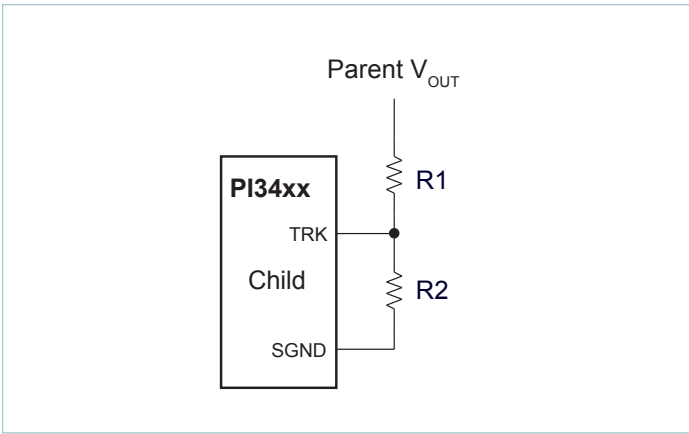 Parent VOUT
R1
PI34xx
TRK
Child
R2
SGND